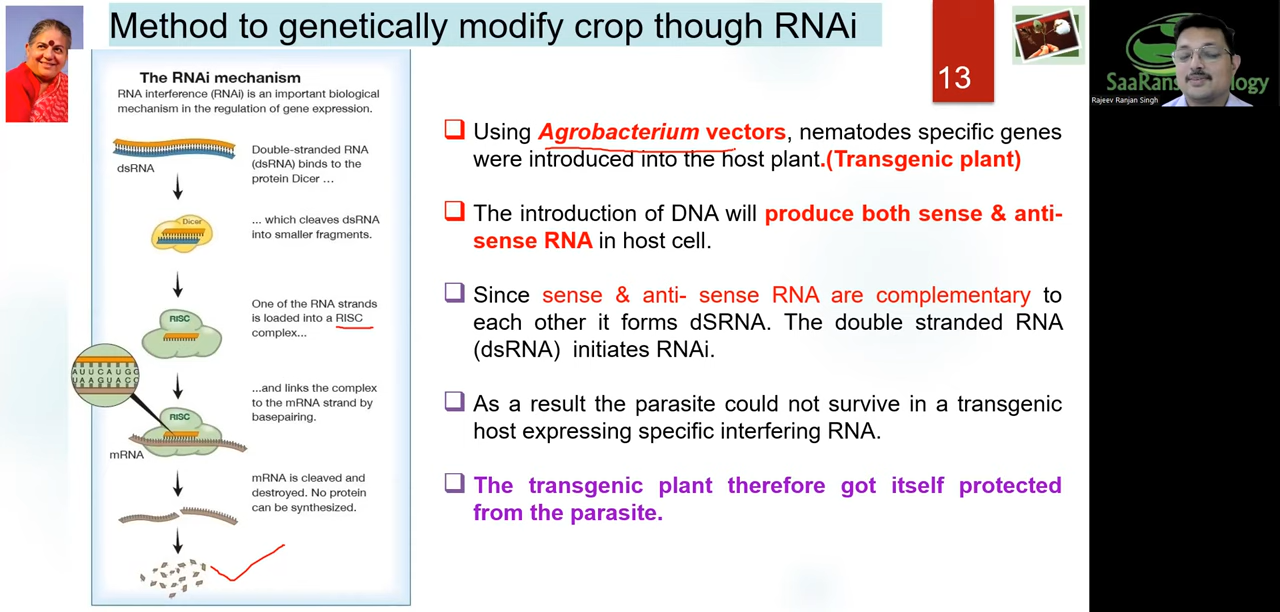 Method to genetically modify crop though RNAi
13
SaaRans
ogy
Rajeev Ranjan Singh
The RNAi mechanism
RNA interference (RNAi) is an important biological
mechanism in the regulation of gene expression.
dsRNA
Double-stranded RNA
(dsRNA) binds to the
protein Dicer ...
Dicer
... which cleaves dsRNA
into smaller fragments.
RISC
One of the RNA strands
is loaded into a RISC
complex...
AUUCAUGG
UAAGUACC
RISC
mRNA
...and links the complex
to the mRNA strand by
basepairing.
mRNA is cleaved and
destroyed. No protein
can be synthesized.
Using Agrobacterium vectors, nematodes specific genes
were introduced into the host plant.(Transgenic plant)
The introduction of DNA will produce both sense & anti-
sense RNA in host cell.
Since sense & anti- sense RNA are complementary to
each other it forms dSRNA. The double stranded RNA
(dsRNA) initiates RNAi.
As a result the parasite could not survive in a transgenic
host expressing specific interfering RNA.
The transgenic plant therefore got itself protected
from the parasite.